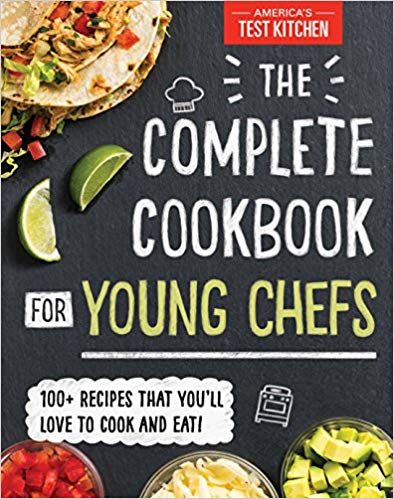 AMERICA'S
TEST KITCHEN
THE
COMPLETE
COOKBOOK
FOR YOUNG CHEFS
100+ RECIPES THAT YOU'LL
LOVE TO COOK AND EAT!